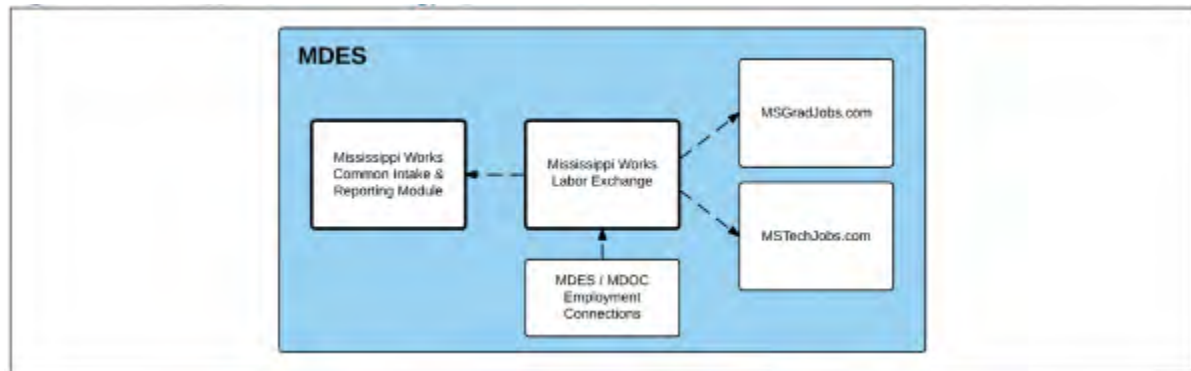 MDES
Mississippi Works
Common Intake &
Reporting Module
Mississippi Works
Labor Exchange
MSGradJobs.com
MSTechJobs.com
MDES / MDOC
Employment
Connections